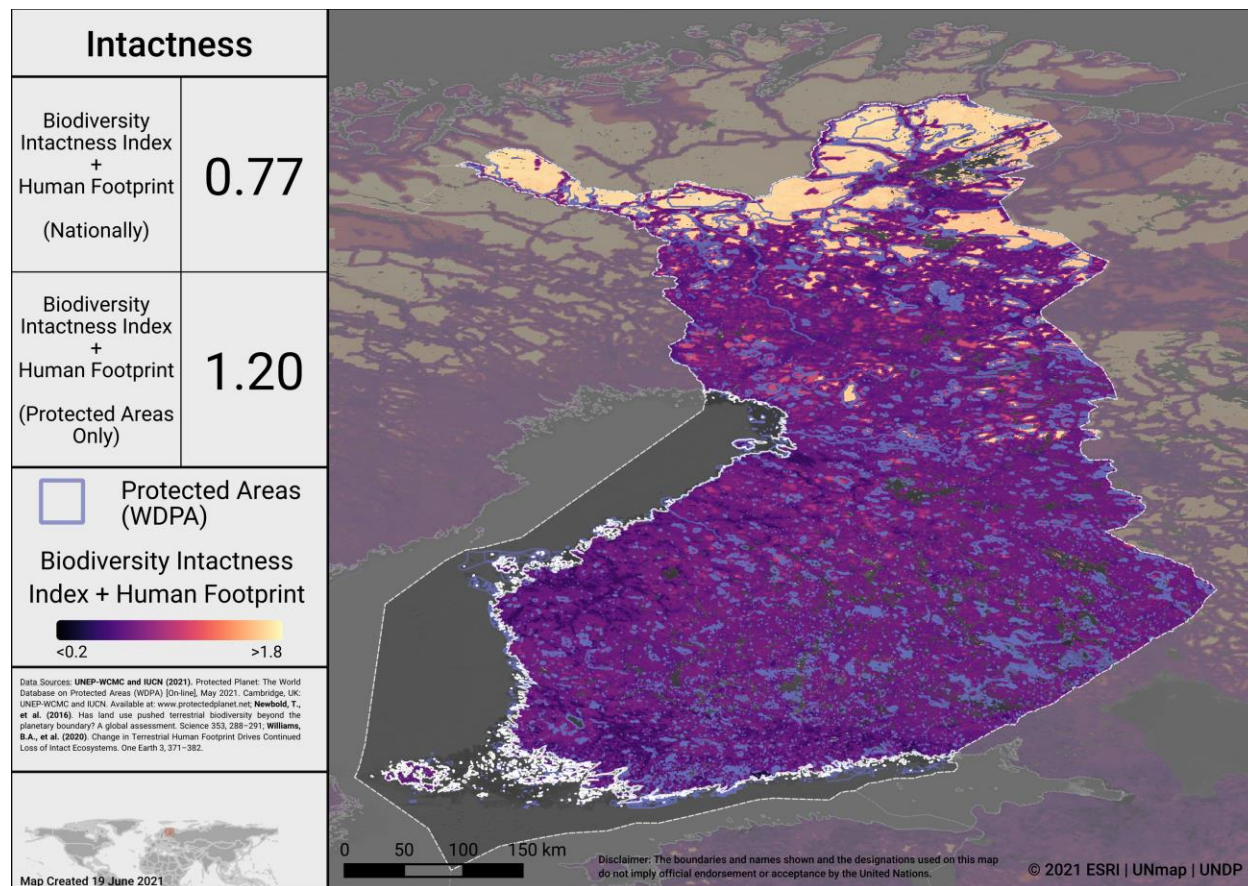 Intactness
Biodiversity
Intactness Index
+
Human Footprint
(Nationally)
0.77
Biodiversity
Intactness Index
+
Human Footprint
(Protected Areas
Only)
1.20
Protected Areas
(WDPA)
Biodiversity Intactness
Index + Human Footprint
<0.2 >1.8
Data Sources: UNEP-WCMC and IUCN (2021). Protected Planet: The World
Database on Protected Areas (WDPA) [On-line], May 2021. Cambridge, UK:
UNEP-WCMC and IUCN. Available at: www.protectedplanet.net; Newbold, T.,
et al. (2016). Has land use pushed terrestrial biodiversity beyond the
planetary boundary? A global assessment. Science 353, 288–291; Williams,
B.A., et al. (2020). Change in Terrestrial Human Footprint Drives Continued
Loss of Intact Ecosystems. One Earth 3, 371–382.
Map Created 19 June 2021
0 50 100 150 km
Disclaimer: The boundaries and names shown and the designations used on this map
do not imply official endorsement or acceptance by the United Nations.
© 2021 ESRI | UNmap | UNDP